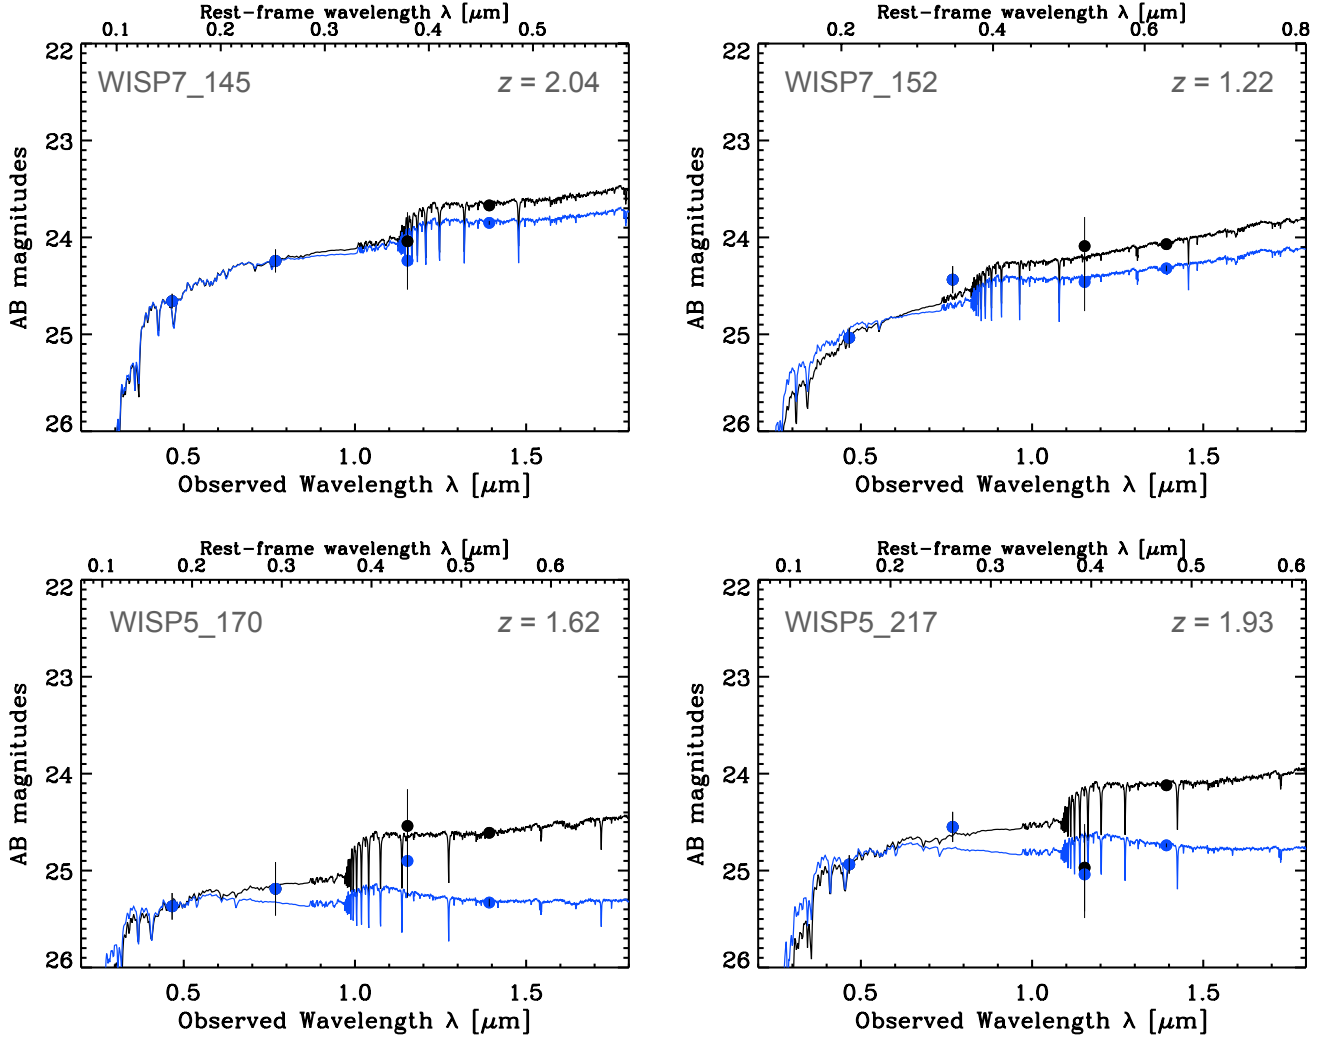 Rest-frame wavelength λ [μm]
0.1 0.2 0.3 0.4 0.5
22
23
24
25
26
AB magnitudes
WISP7_145 z = 2.04
0.5 1.0 1.5
Observed Wavelength λ [μm]
Rest-frame wavelength λ [μm]
0.2 0.4 0.6 0.8
22
23
24
25
26
AB magnitudes
WISP7_152 z = 1.22
0.5 1.0 1.5
Observed Wavelength λ [μm]
Rest-frame wavelength λ [μm]
0.1 0.2 0.3 0.4 0.5 0.6
22
23
24
25
26
AB magnitudes
WISP5_170 z = 1.62
0.5 1.0 1.5
Observed Wavelength λ [μm]
Rest-frame wavelength λ [μm]
0.1 0.2 0.3 0.4 0.5 0.6
22
23
24
25
26
AB magnitudes
WISP5_217 z = 1.93
0.5 1.0 1.5
Observed Wavelength λ [μm]